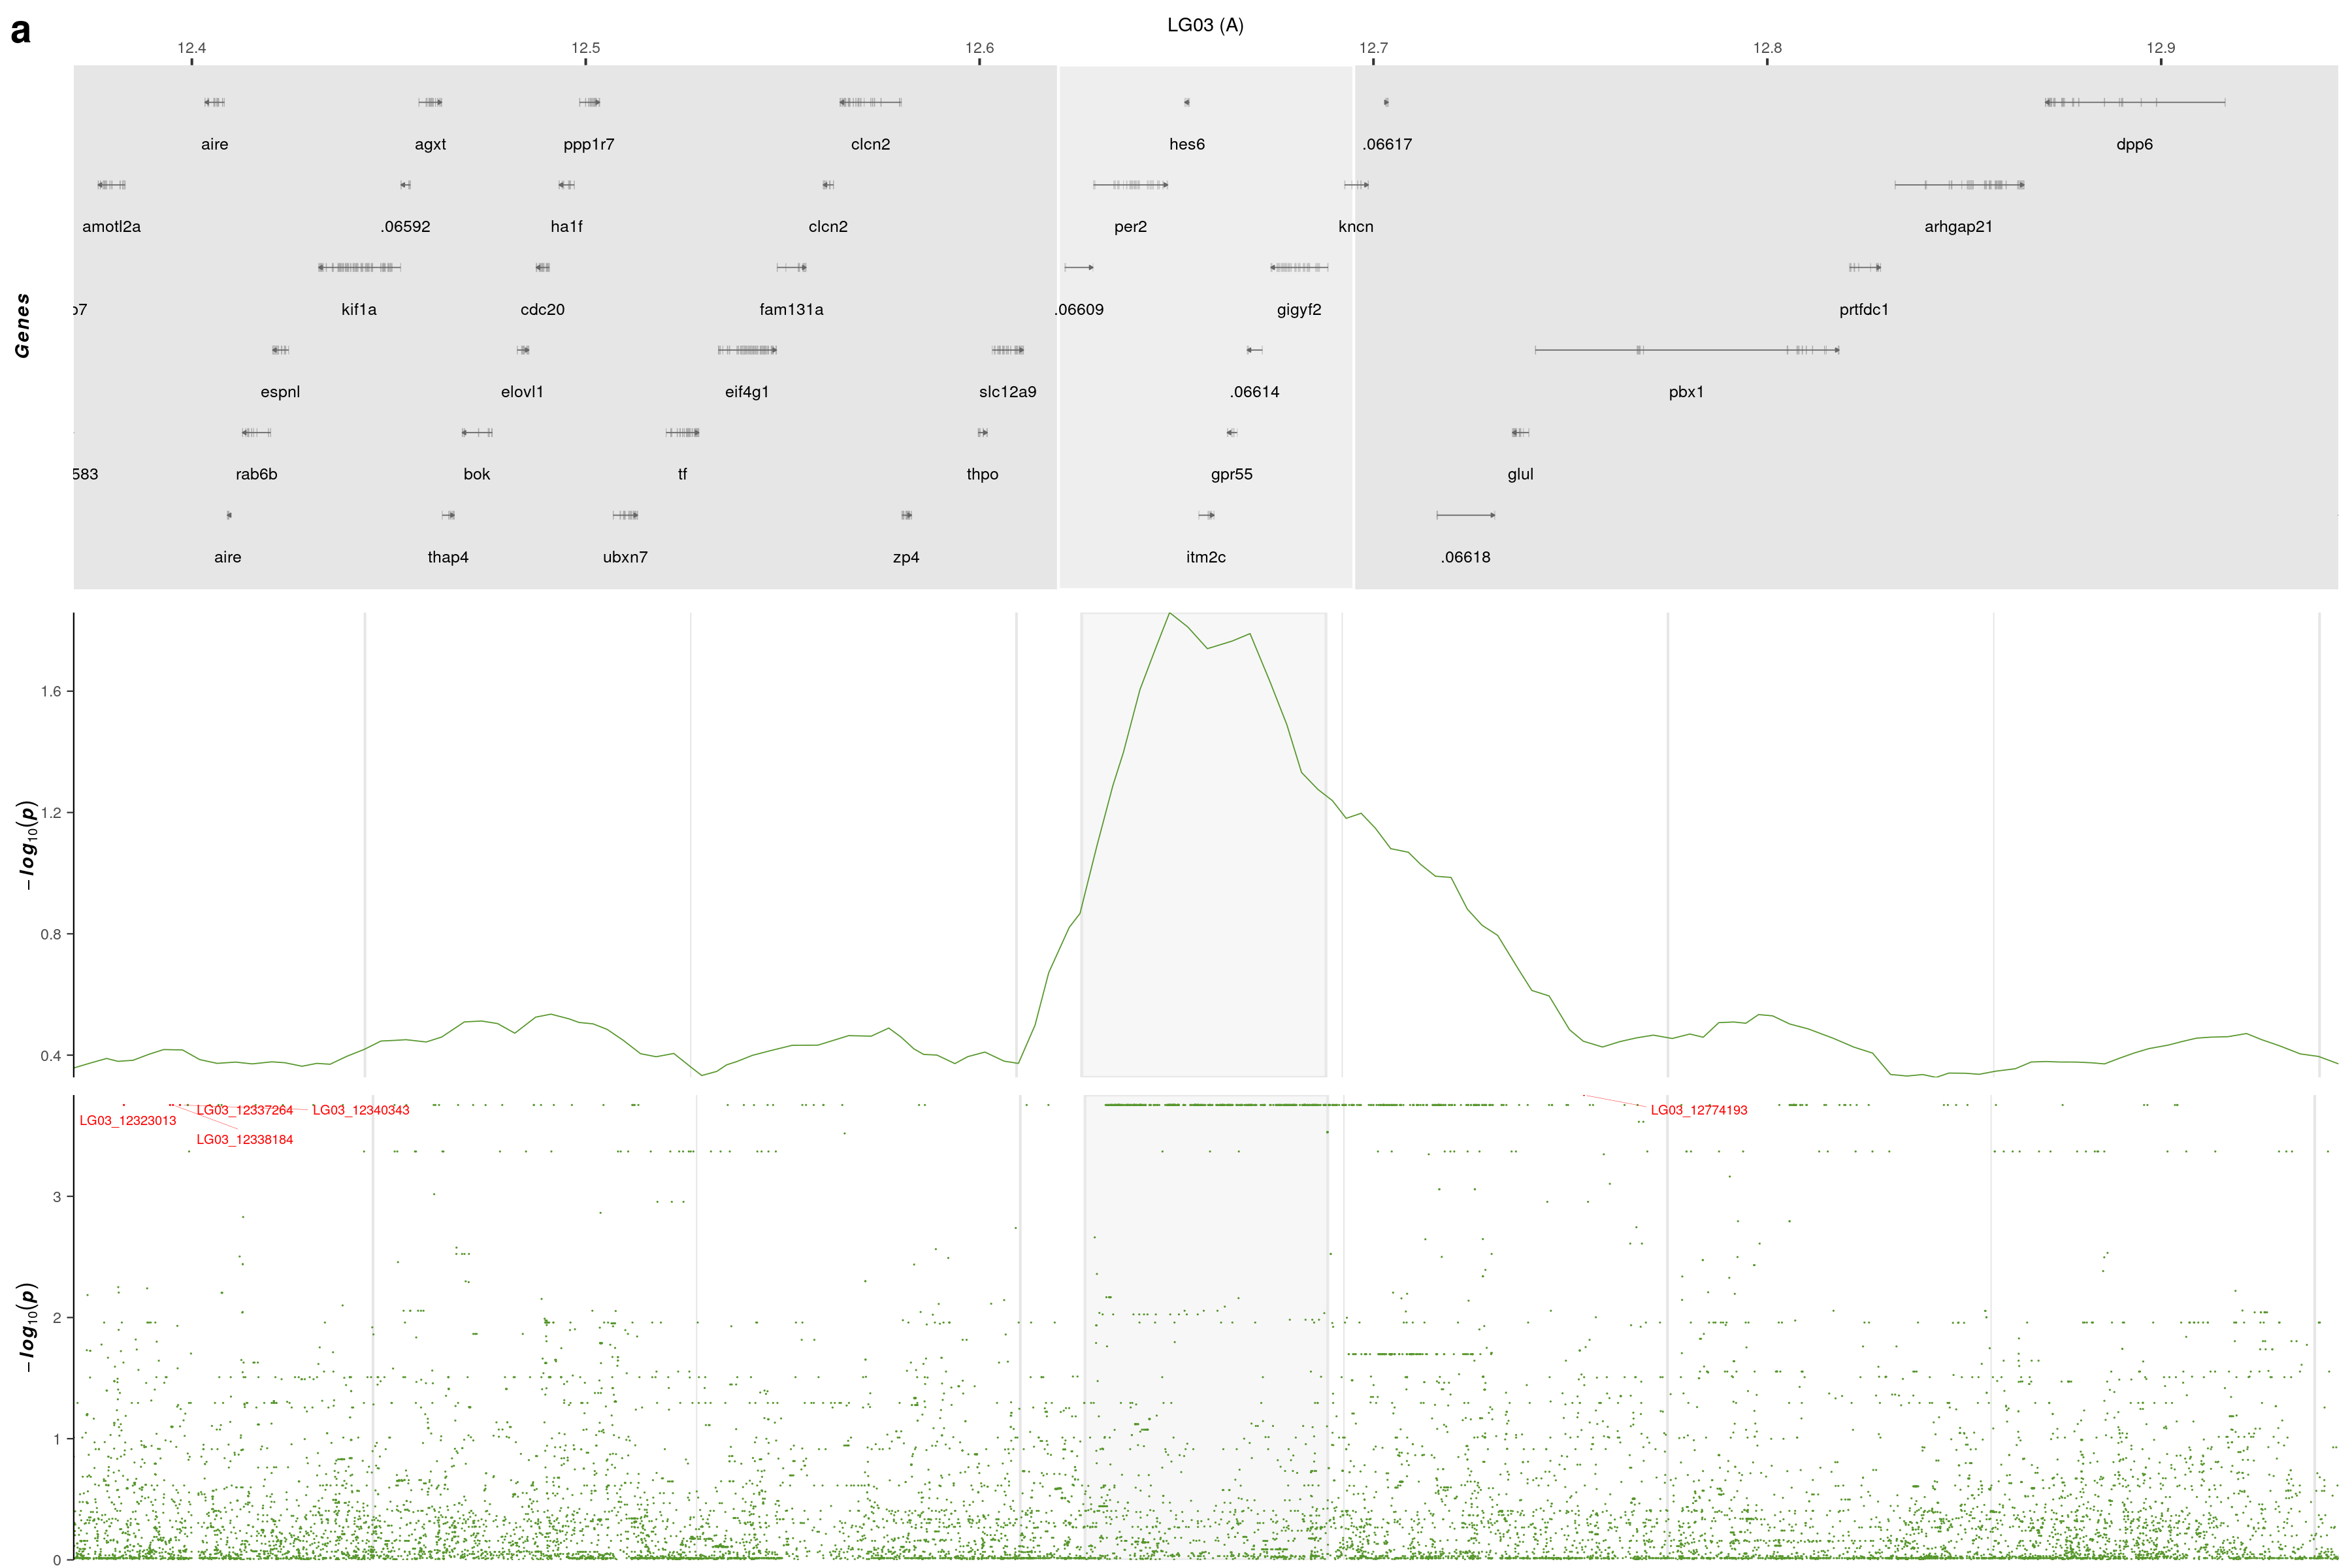 a
LG03 (A)
12.4 12.5 12.6 12.7 12.8 12.9
aire agxt ppp1r7 clcn2 hes6 .06617 dpp6
amotl2a .06592 ha1f clcn2 per2 kncn arhgap21
kif1a cdc20 fam131a .06609 gigyf2 prtfdc1
Genes
espnl elovl1 eif4g1 slc12a9 .06614 pbx1
583 rab6b bok tf thpo gpr55 glul
aire thap4 ubxn7 zp4 itm2c .06618
1.6
1.2
−log10(p)
0.8
0.4
LG03_12337264 LG03_12340343 LG03_12774193
LG03_12323013
LG03_12338184
3
2
−log10(p)
1
0